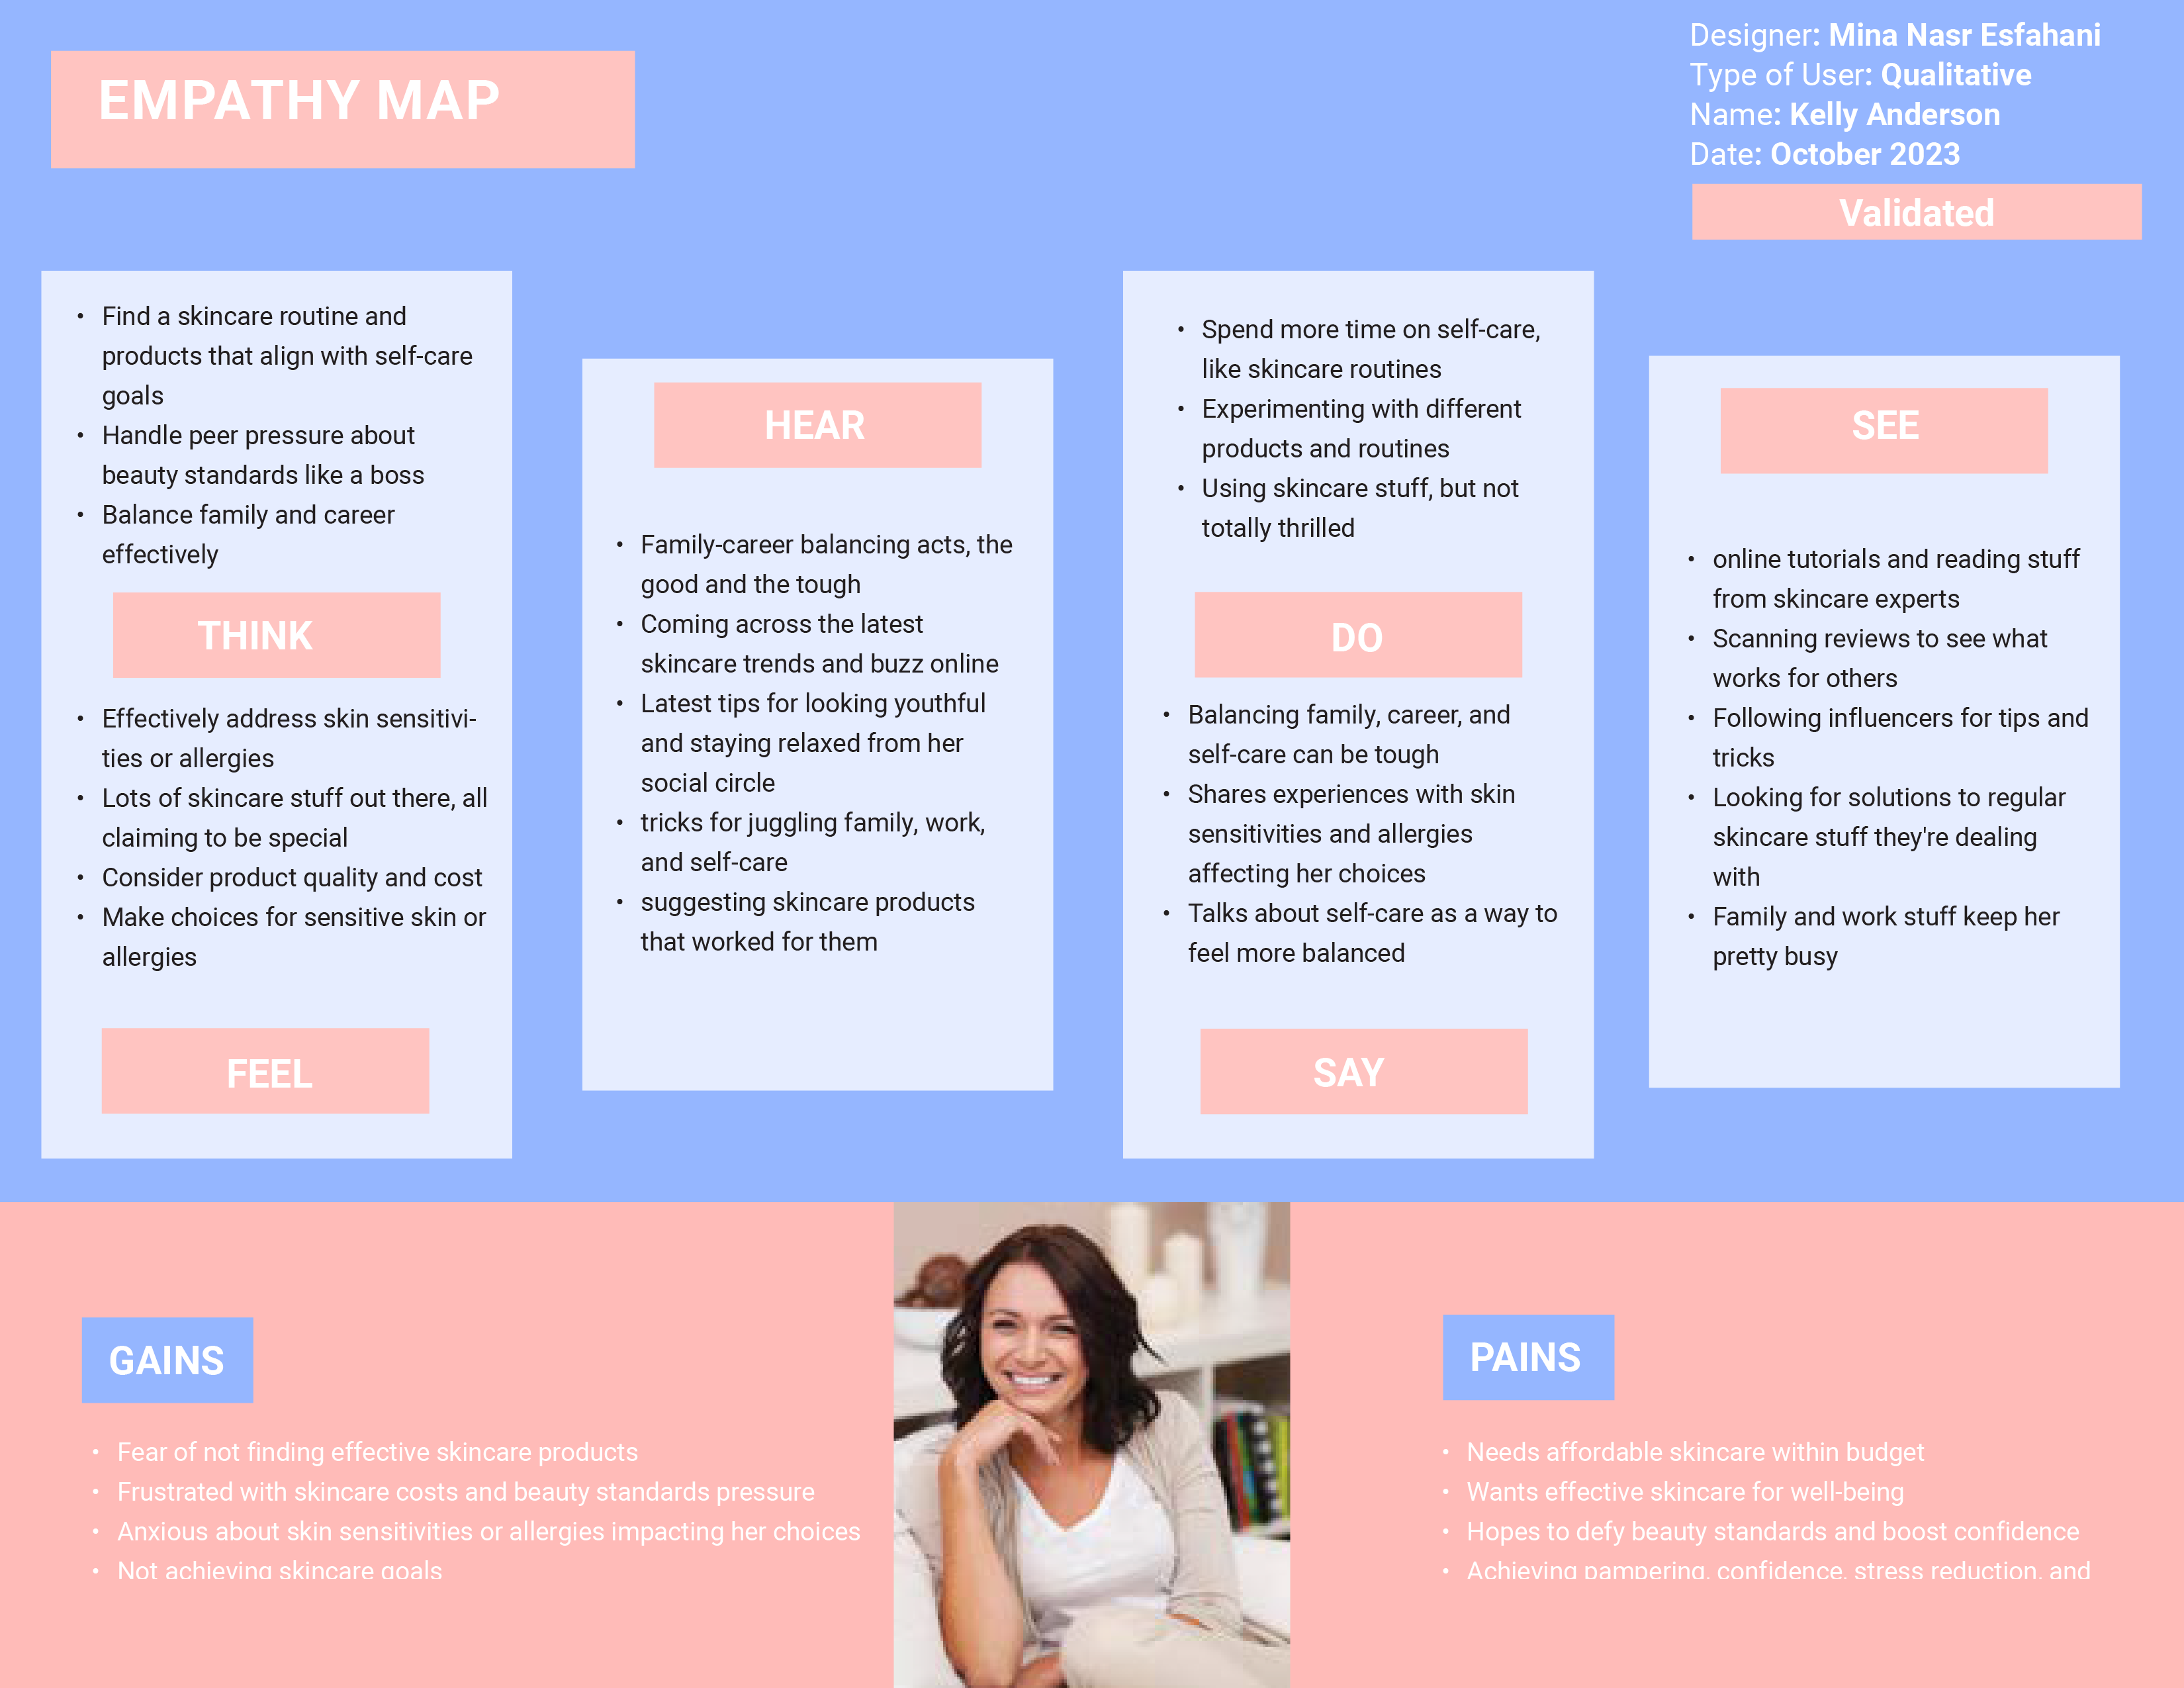 EMPATHY MAP
Designer: Mina Nasr Esfahani
Type of User: Qualitative
Name: Kelly Anderson
Date: October 2023
Validated
• Find a skincare routine and
products that align with self-care
goals
• Handle peer pressure about
beauty standards like a boss
• Balance family and career
effectively
THINK
• Effectively address skin sensitivi-
ties or allergies
• Lots of skincare stuff out there, all
claiming to be special
• Consider product quality and cost
• Make choices for sensitive skin or
allergies
FEEL
HEAR
• Family-career balancing acts, the
good and the tough
• Coming across the latest
skincare trends and buzz online
• Latest tips for looking youthful
and staying relaxed from her
social circle
• tricks for juggling family, work,
and self-care
• suggesting skincare products
that worked for them
• Spend more time on self-care,
like skincare routines
• Experimenting with different
products and routines
• Using skincare stuff, but not
totally thrilled
DO
• Balancing family, career, and
self-care can be tough
• Shares experiences with skin
sensitivities and allergies
affecting her choices
• Talks about self-care as a way to
feel more balanced
SAY
SEE
• online tutorials and reading stuff
from skincare experts
• Scanning reviews to see what
works for others
• Following influencers for tips and
tricks
• Looking for solutions to regular
skincare stuff they're dealing
with
• Family and work stuff keep her
pretty busy
GAINS
• Fear of not finding effective skincare products
• Frustrated with skincare costs and beauty standards pressure
• Anxious about skin sensitivities or allergies impacting her choices
• Not achieving skincare goals
PAINS
• Needs affordable skincare within budget
• Wants effective skincare for well-being
• Hopes to defy beauty standards and boost confidence
• Achieving pampering, confidence, stress reduction, and